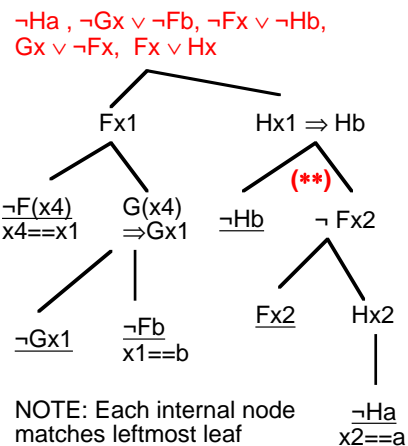 ¬Ha , ¬Gx ∨ ¬Fb, ¬Fx ∨ ¬Hb,
Gx ∨ ¬Fx, Fx ∨ Hx
Fx1
Hx1 ⇒ Hb
(**)
¬F(x4)
x4==x1
G(x4)
⇒Gx1
¬Hb
¬ Fx2
¬Gx1
¬Fb
x1==b
Fx2
Hx2
NOTE: Each internal node
matches leftmost leaf
¬Ha
x2==a